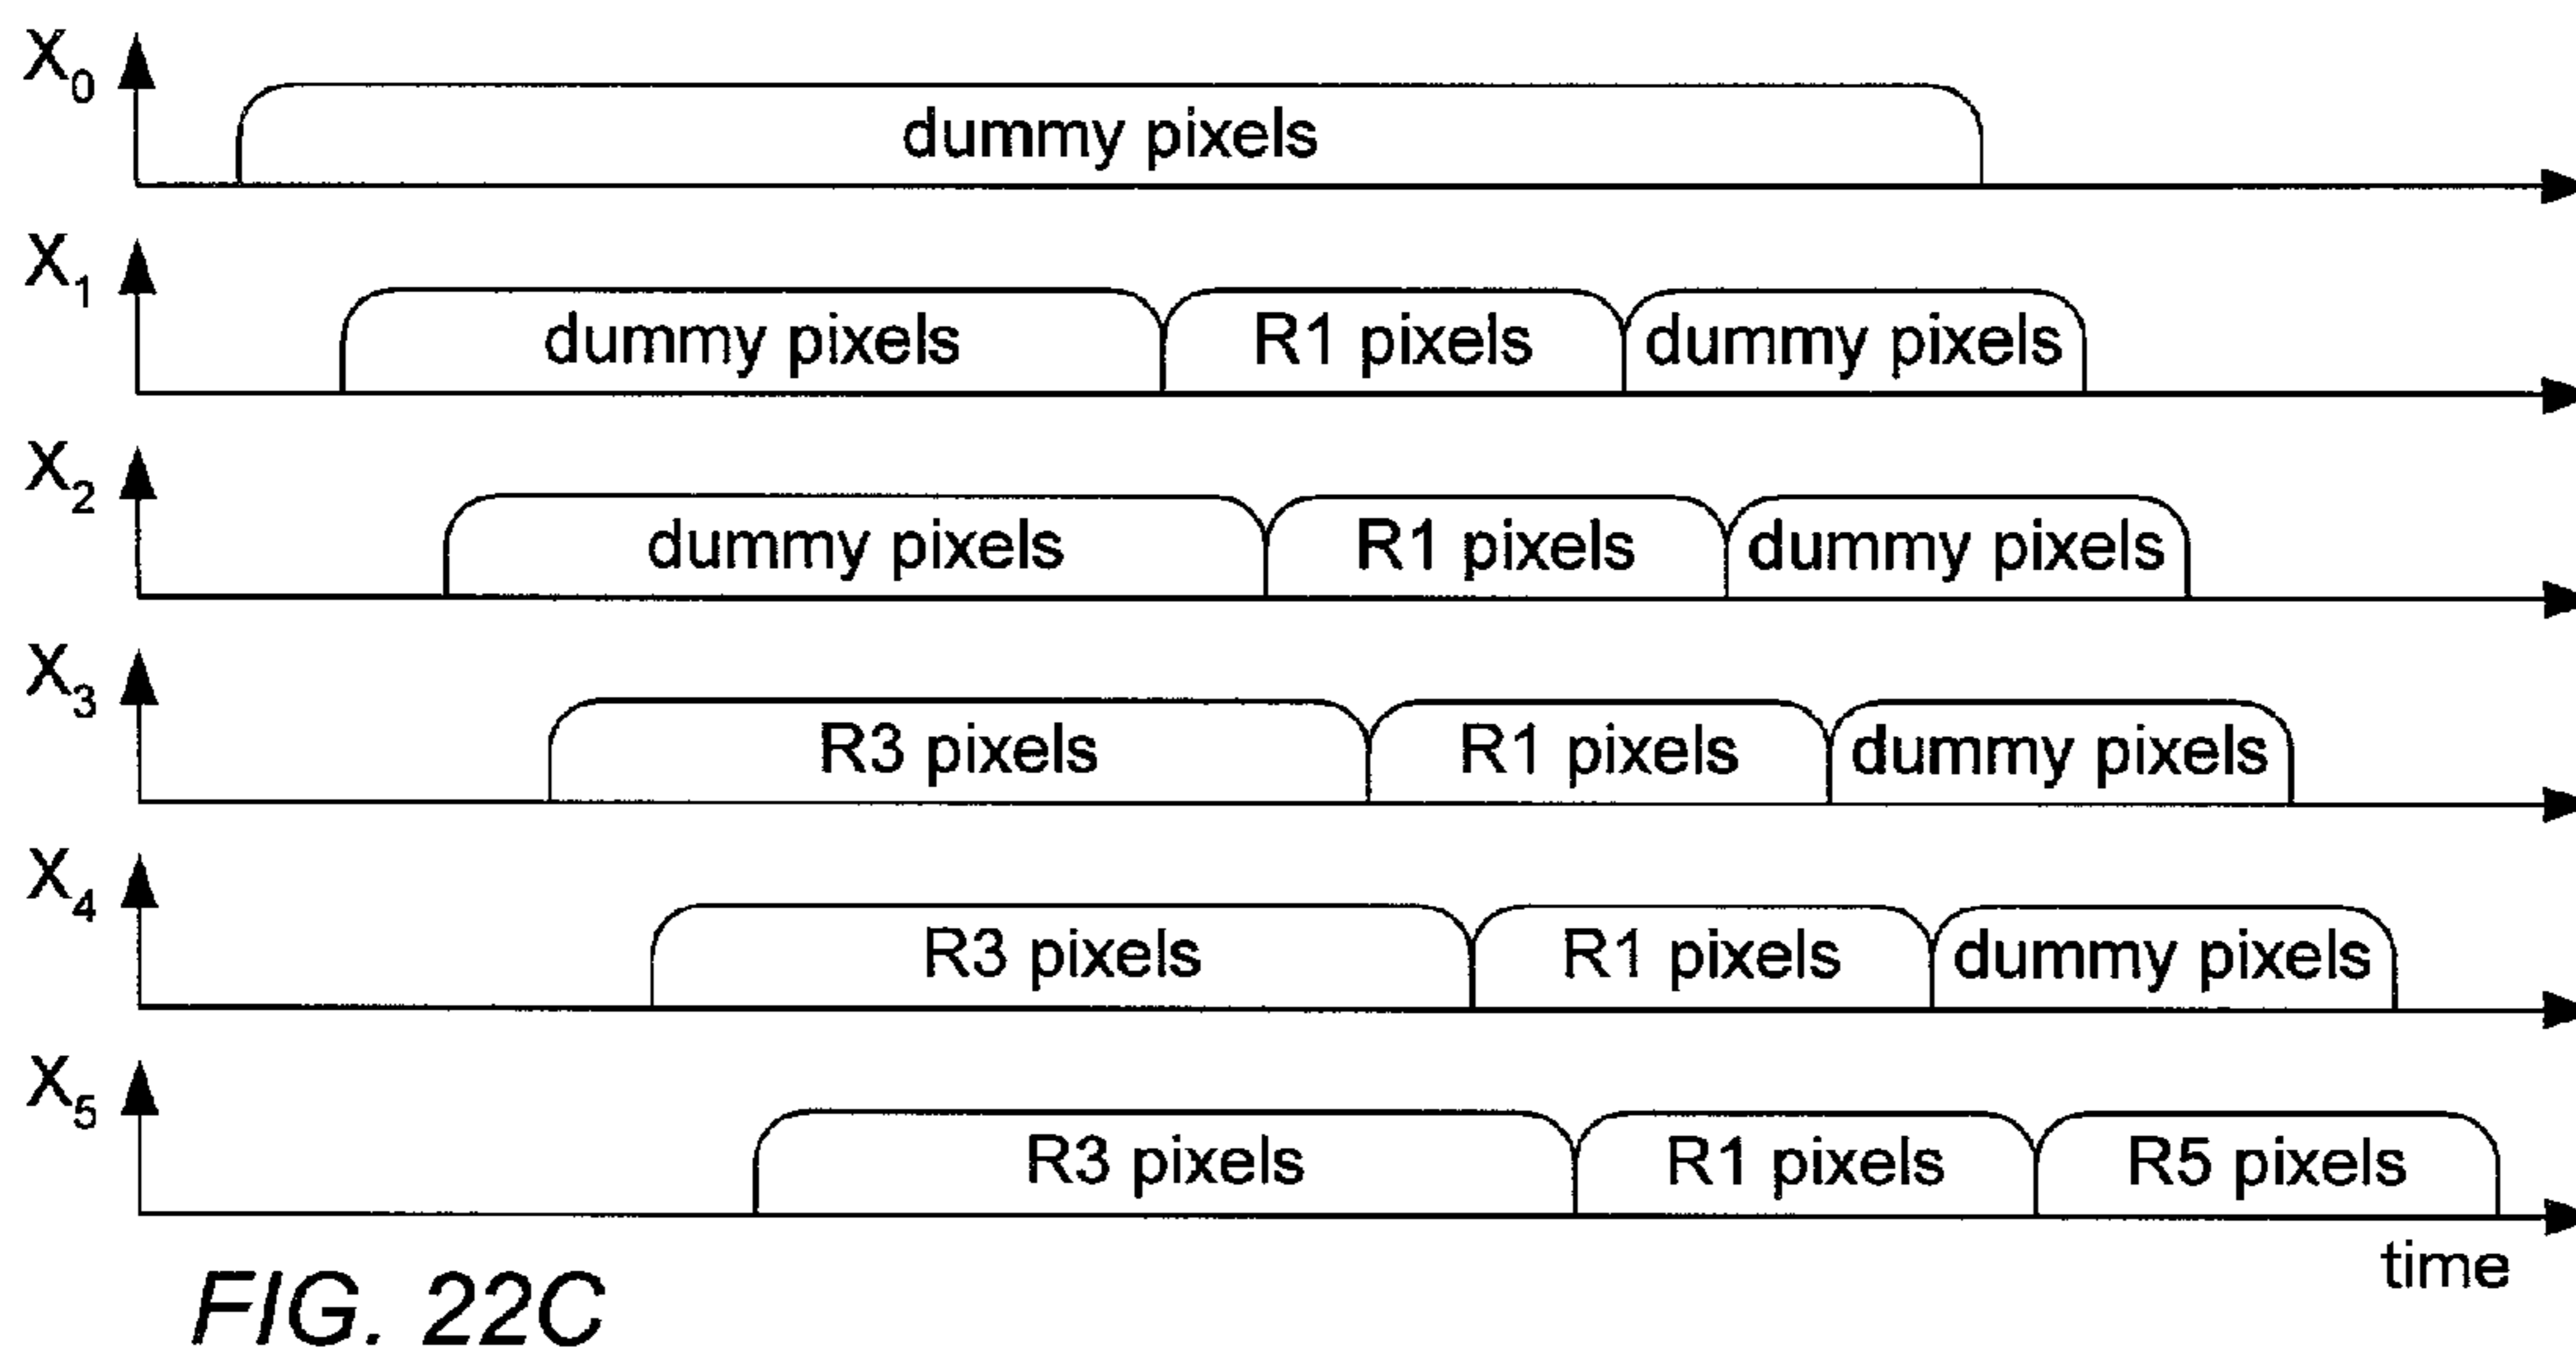 X0
dummy pixels
X1
dummy pixels R1 pixels dummy pixels
X2
dummy pixels R1 pixels dummy pixels
X3
R3 pixels R1 pixels dummy pixels
X4
R3 pixels R1 pixels dummy pixels
X5
R3 pixels R1 pixels R5 pixels
time
FIG. 22C